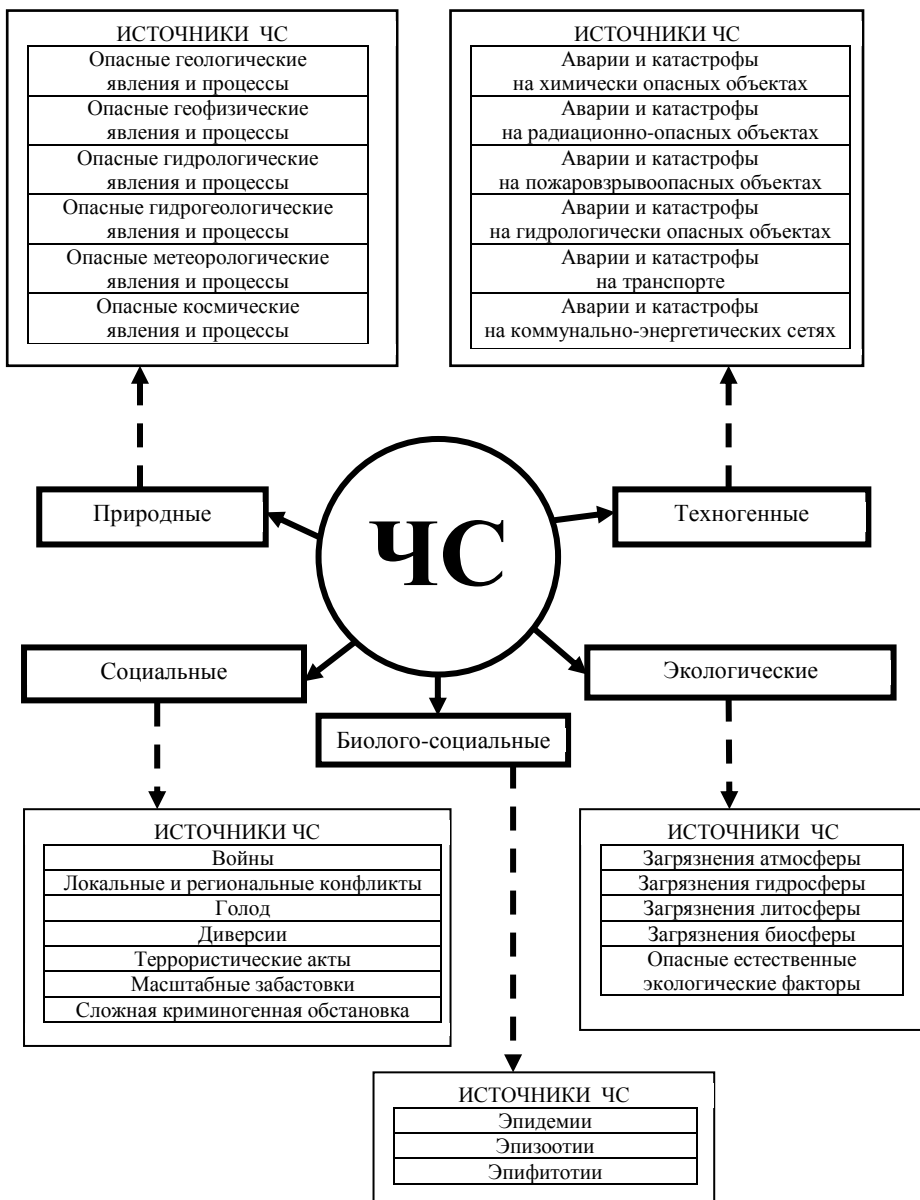 ИСТОЧНИКИ ЧС
Опасные геологические
явления и процессы
Опасные геофизические
явления и процессы
Опасные гидрологические
явления и процессы
Опасные гидрогеологические
явления и процессы
Опасные метеорологические
явления и процессы
Опасные космические
явления и процессы
ИСТОЧНИКИ ЧС
Аварии и катастрофы
на химически опасных объектах
Аварии и катастрофы
на радиационно-опасных объектах
Аварии и катастрофы
на пожаровзрывоопасных объектах
Аварии и катастрофы
на гидрологически опасных объектах
Аварии и катастрофы
на транспорте
Аварии и катастрофы
на коммунально-энергетических сетях
Природные
ЧС
Техногенные
Социальные
Биолого-социальные
Экологические
ИСТОЧНИКИ ЧС
Войны
Локальные и региональные конфликты
Голод
Диверсии
Террористические акты
Масштабные забастовки
Сложная криминогенная обстановка
ИСТОЧНИКИ ЧС
Загрязнения атмосферы
Загрязнения гидросферы
Загрязнения литосферы
Загрязнения биосферы
Опасные естественные
экологические факторы
ИСТОЧНИКИ ЧС
Эпидемии
Эпизоотии
Эпифитотии